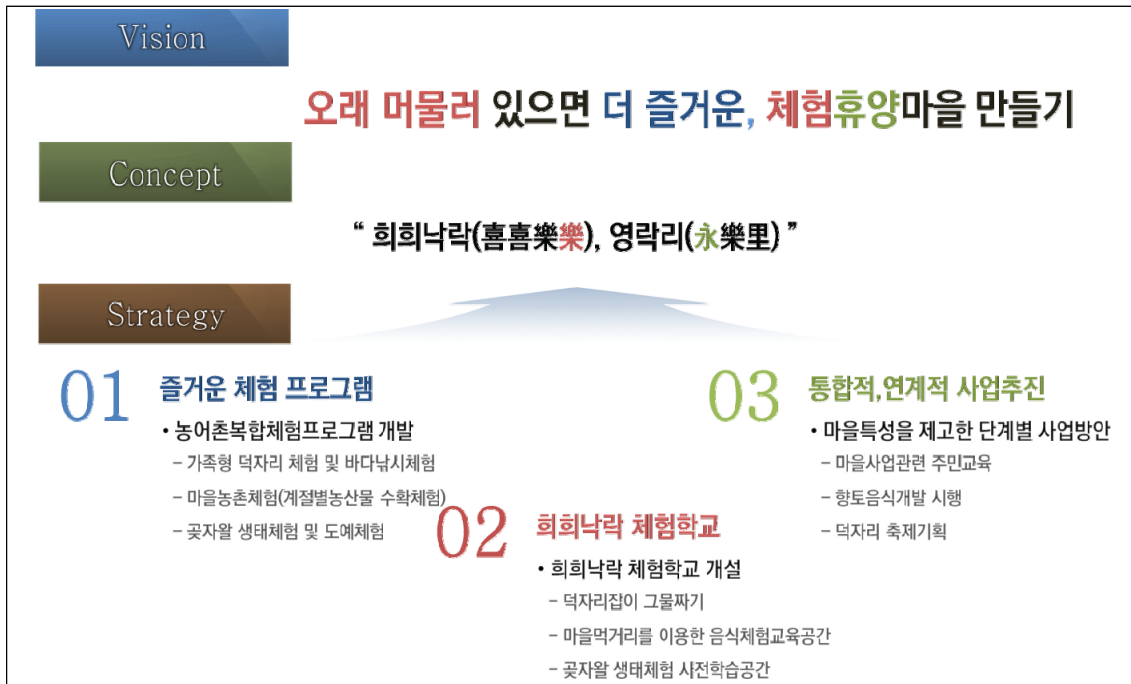 Vision
오래 머물러 있으면 더 즐거운, 체험휴양마을 만들기
Concept
“ 희희낙락(喜喜樂樂), 영락리(永樂里) ”
Strategy
01 즐거운 체험 프로그램
• 농어촌복합체험프로그램 개발
– 가족형 덕자리 체험 및 바다낚시체험
– 마을농촌체험(계절별농산물 수확체험)
– 곶자왈 생태체험 및 도예체험
02 희희낙락 체험학교
• 희희낙락 체험학교 개설
– 덕자리잡이 그물짜기
– 마을먹거리를 이용한 음식체험교육공간
– 곶자왈 생태체험 사전학습공간
03 통합적,연계적 사업추진
• 마을특성을 제고한 단계별 사업방안
– 마을사업관련 주민교육
– 향토음식개발 시행
– 덕자리 축제기획